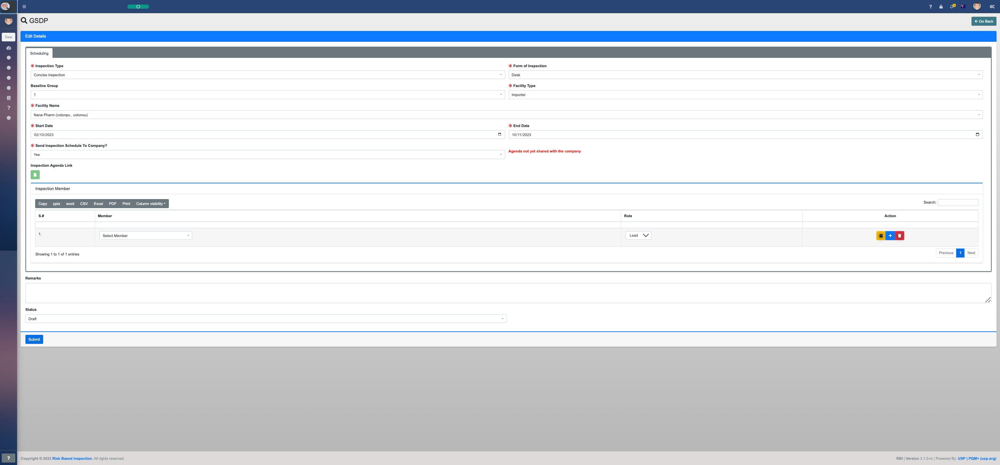 RBI
GSDP
Go Back
Sear
Edit Details
Scheduling
Inspection Type
Form of Inspection
Concise inspection
Desk
Baseline Group
Facility Type
1
Importer
Facility Name
Nana Pharm (cotonpu , cotonou)
Start Date
End Date
02/10/2023
10/11/2023
Send Inspection Schedule To Company?
Agenda not yet shared with the company
Yes
Inspection Agenda Link
Inspection Member
Copy pptx word CSV Excel PDF Print Column visibility
Search:
S.# Member Role Action
1. Select Member Lead
Showing 1 to 1 of 1 entries
Previous 1 Next
Remarks
Status
Draft
Submit
?
Copyright © 2023 Risk Based Inspection. All rights reserved.
RBI | Version 3.1.0-rc | Powered By: USP | PQM+ (usp.org)